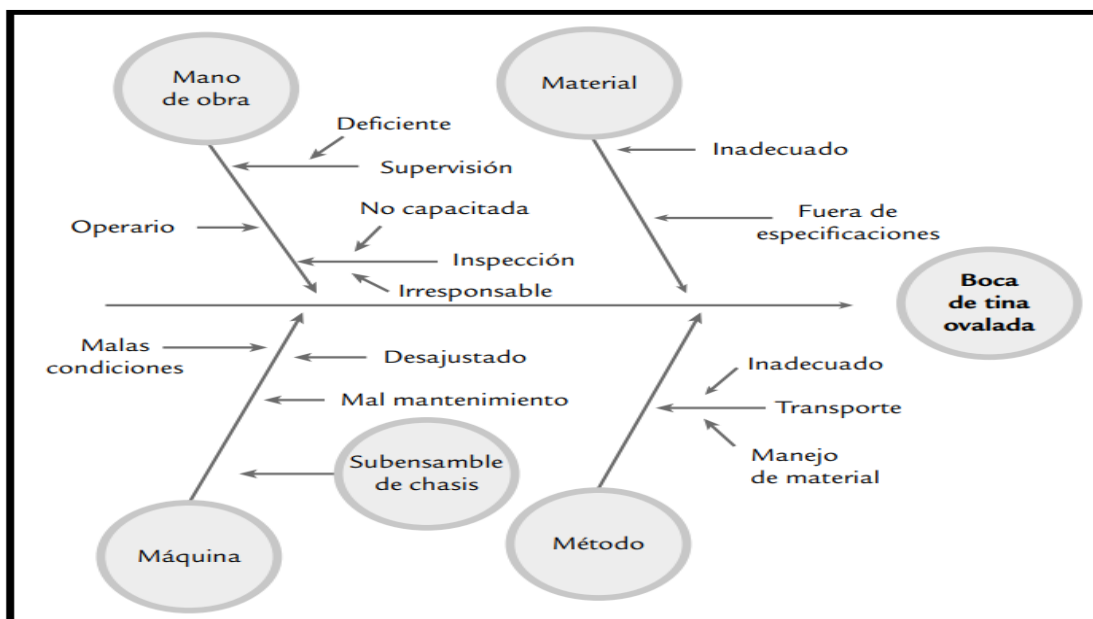 Mano
de obra
Material
Deficiente
Supervisión
Inadecuado
No capacitada
Operario
Fuera de
especificaciones
Inspección
Irresponsable
Boca
de tina
ovalada
Malas
condiciones
Desajustado
Inadecuado
Mal mantenimiento
Transporte
Subensamble
de chasis
Manejo
de material
Máquina
Método